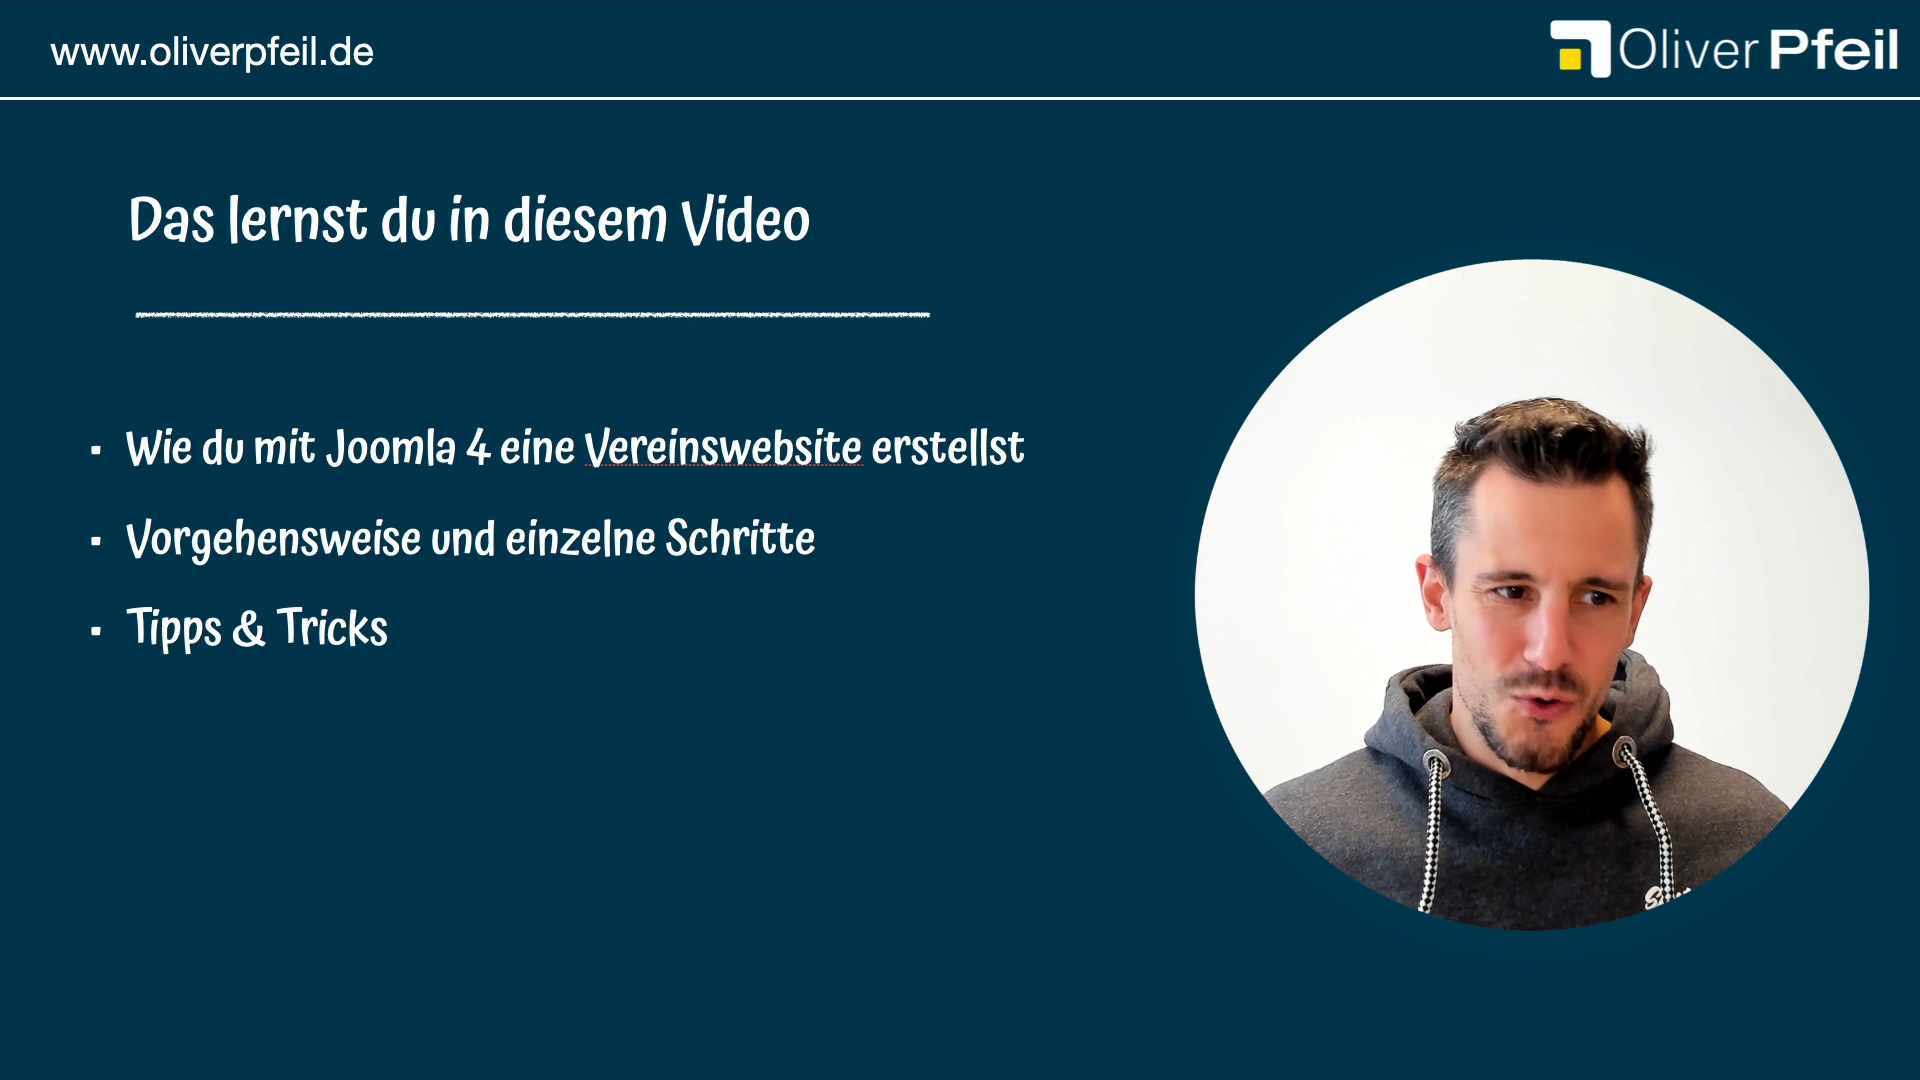 www.oliverpfeil.de
Oliver Pfeil
Das lernst du in diesem Video
▪ Wie du mit Joomla 4 eine Vereinswebsite erstellst
▪ Vorgehensweise und einzelne Schritte
▪ Tipps & Tricks